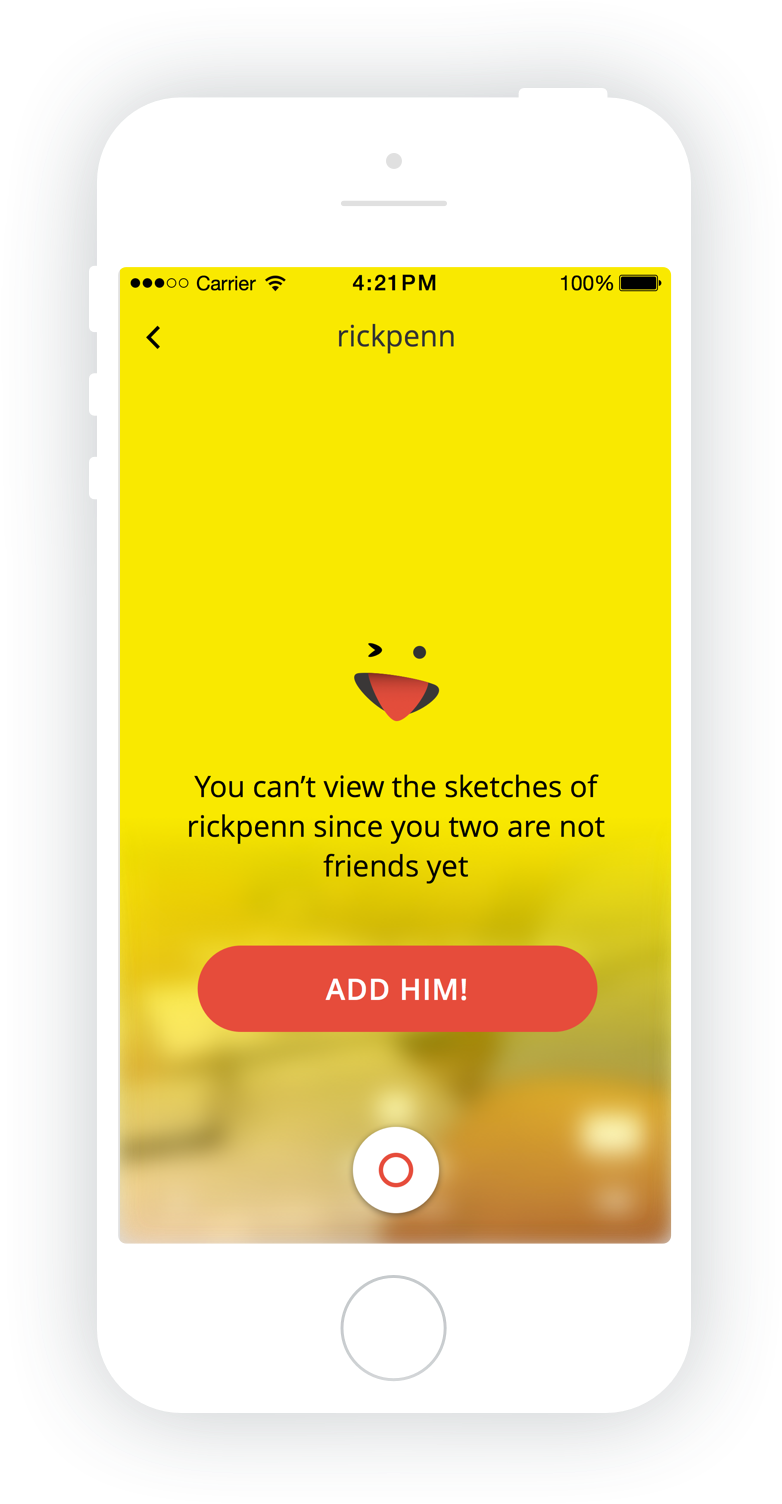 Carrier 4:21PM 100%
rickpenn
You can’t view the sketches of
rickpenn since you two are not
friends yet
ADD HIM!